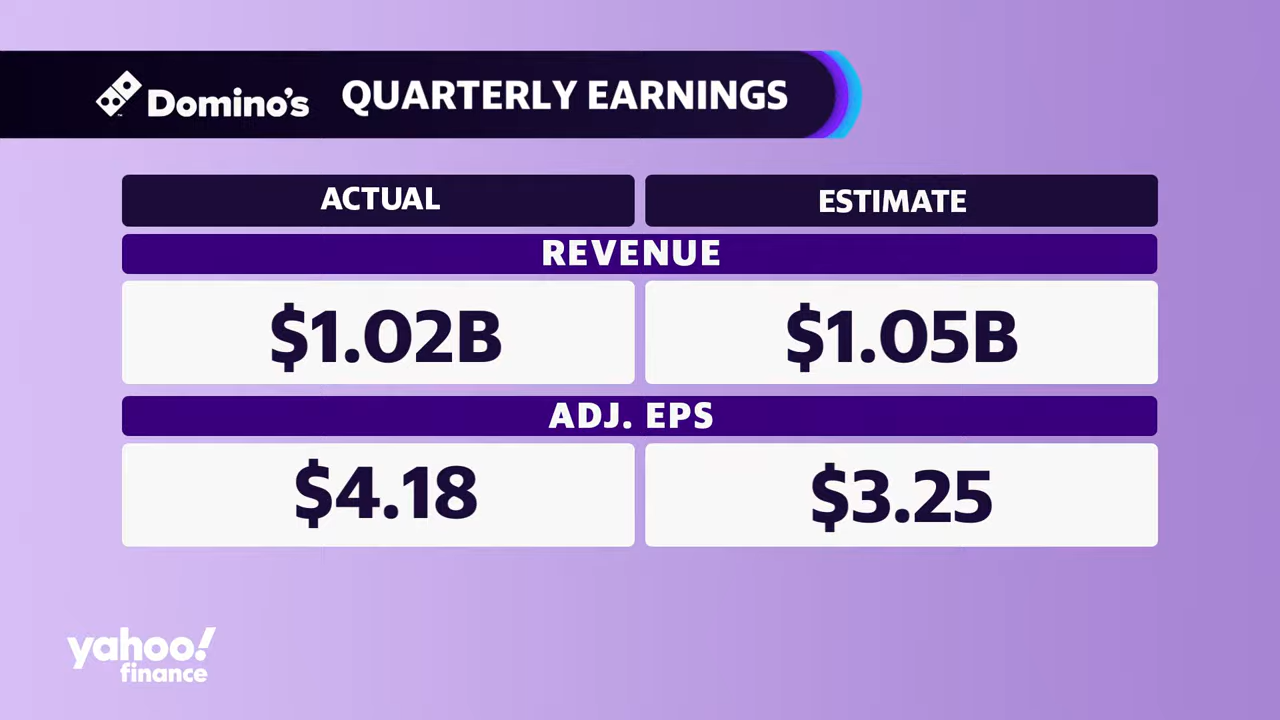 Domino's QUARTERLY EARNINGS
ACTUAL ESTIMATE
REVENUE
$1.02B $1.05B
ADJ. EPS
$4.18 $3.25
yahoo!
finance